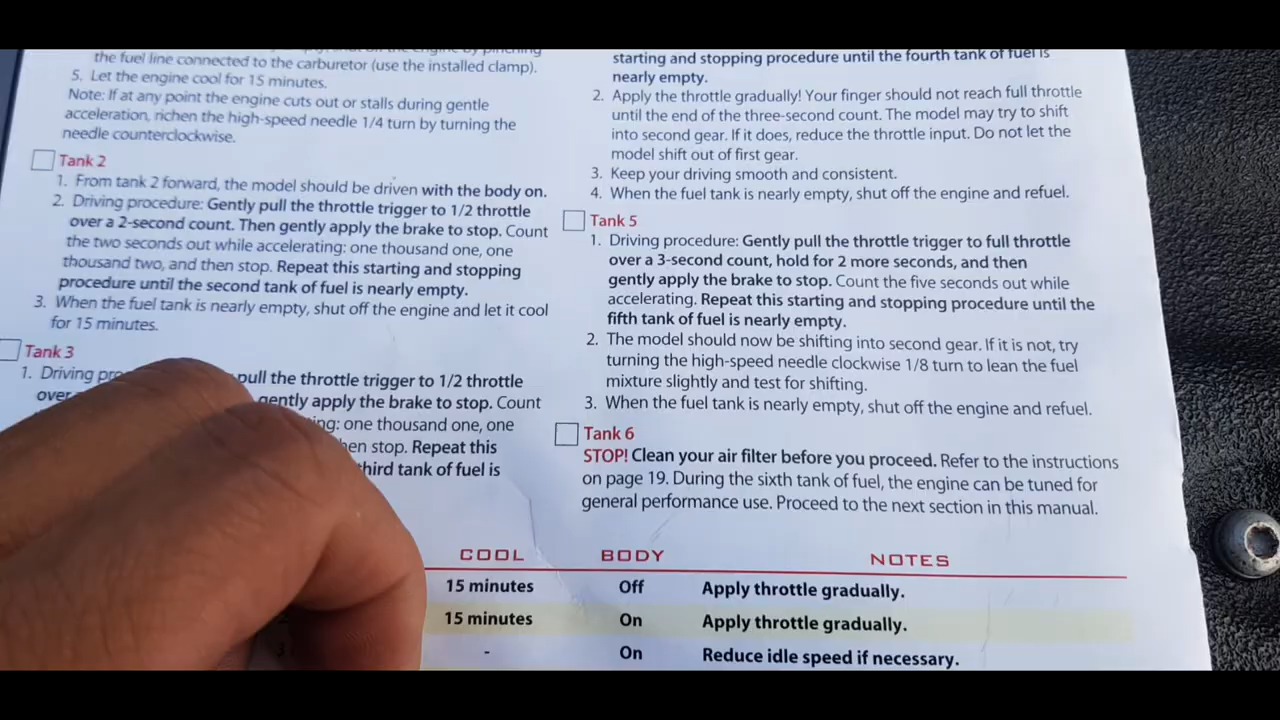 the fuel line connected to the carburetor (use the installed clamp).
5. Let the engine cool for 15 minutes.
Note: If at any point the engine cuts out or stalls during gentle
acceleration, richen the high-speed needle 1/4 turn by turning the
needle counterclockwise.
Tank 2
1. From tank 2 forward, the model should be driven with the body on.
2. Driving procedure: Gently pull the throttle trigger to 1/2 throttle
over a 2-second count. Then gently apply the brake to stop. Count
the two seconds out while accelerating: one thousand one, one
thousand two, and then stop. Repeat this starting and stopping
procedure until the second tank of fuel is nearly empty.
3. When the fuel tank is nearly empty, shut off the engine and let it cool
for 15 minutes.
Tank 3
1. Driving pull the throttle trigger to 1/2 throttle
over gently apply the brake to stop. Count
one thousand one, one
stop. Repeat this
third tank of fuel is
starting and stopping procedure until the fourth tank of fuel is
nearly empty.
2. Apply the throttle gradually! Your finger should not reach full throttle
until the end of the three-second count. The model may try to shift
into second gear. If it does, reduce the throttle input. Do not let the
model shift out of first gear.
3. Keep your driving smooth and consistent.
4. When the fuel tank is nearly empty, shut off the engine and refuel.
Tank 5
1. Driving procedure: Gently pull the throttle trigger to full throttle
over a 3-second count, hold for 2 more seconds, and then
gently apply the brake to stop. Count the five seconds out while
accelerating. Repeat this starting and stopping procedure until the
fifth tank of fuel is nearly empty.
2. The model should now be shifting into second gear. If it is not, try
turning the high-speed needle clockwise 1/8 turn to lean the fuel
mixture slightly and test for shifting.
3. When the fuel tank is nearly empty, shut off the engine and refuel.
Tank 6
STOP! Clean your air filter before you proceed. Refer to the instructions
on page 19. During the sixth tank of fuel, the engine can be tuned for
general performance use. Proceed to the next section in this manual.
COOL BODY NOTES
15 minutes Off Apply throttle gradually.
15 minutes On Apply throttle gradually.
- On Reduce idle speed if necessary.